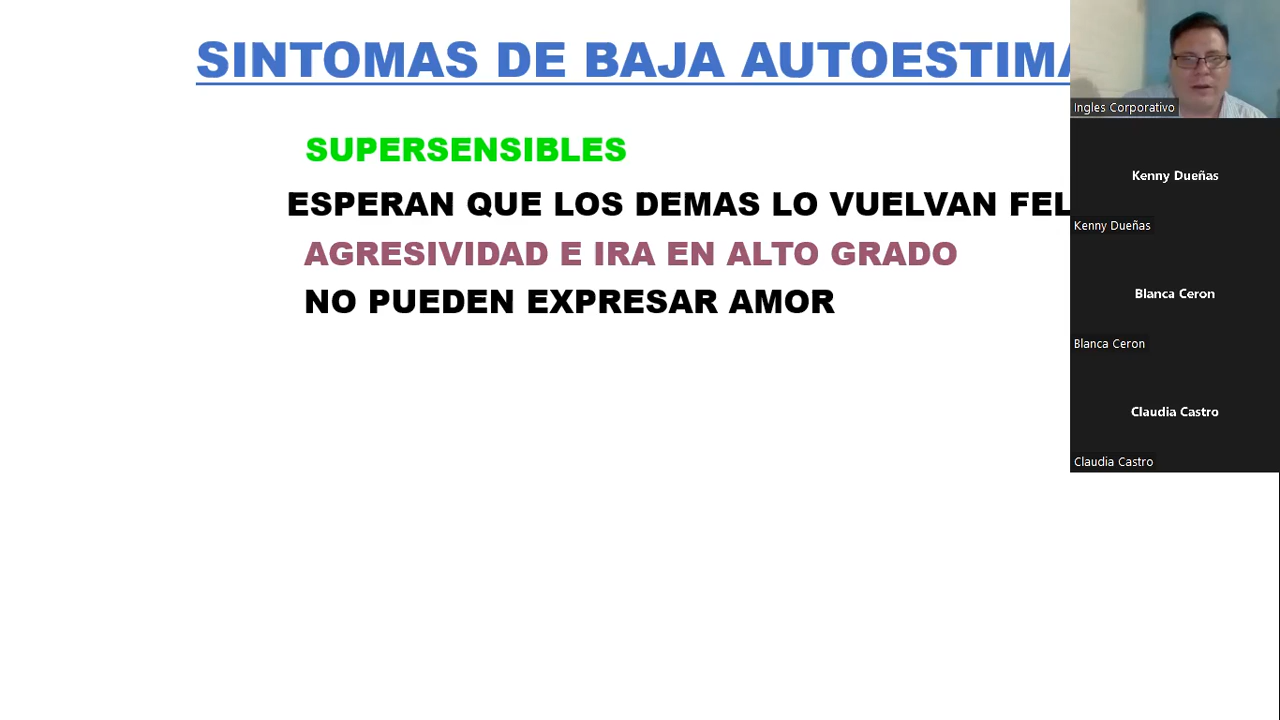 SINTOMAS DE BAJA AUTOESTIMA
SUPERSENSIBLES
ESPERAN QUE LOS DEMAS LO VUELVAN FEL
AGRESIVIDAD E IRA EN ALTO GRADO
NO PUEDEN EXPRESAR AMOR
Ingles Corporativo
Kenny Dueñas
Kenny Dueñas
Blanca Ceron
Blanca Ceron
Claudia Castro
Claudia Castro